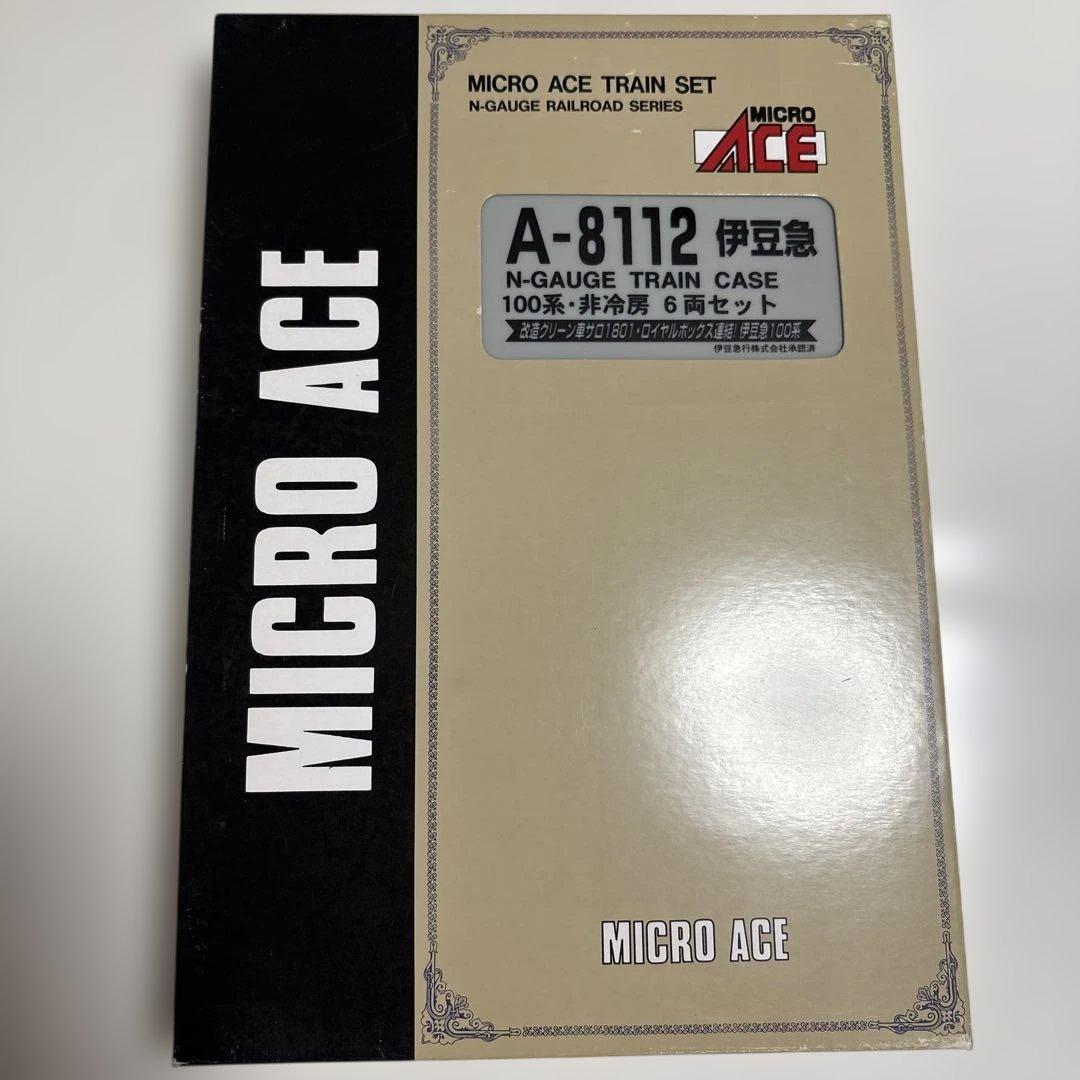 MICRO ACE
MICRO ACE TRAIN SET
N-GAUGE RAILROAD SERIES
MICRO
ACE
A-8112 伊豆急
N-GAUGE TRAIN CASE
100系・非冷房 6両セット
改造グリーン車サロ1801・ロイヤルボックス連結!伊豆急100系
伊豆急行株式会社承認済
MICRO ACE